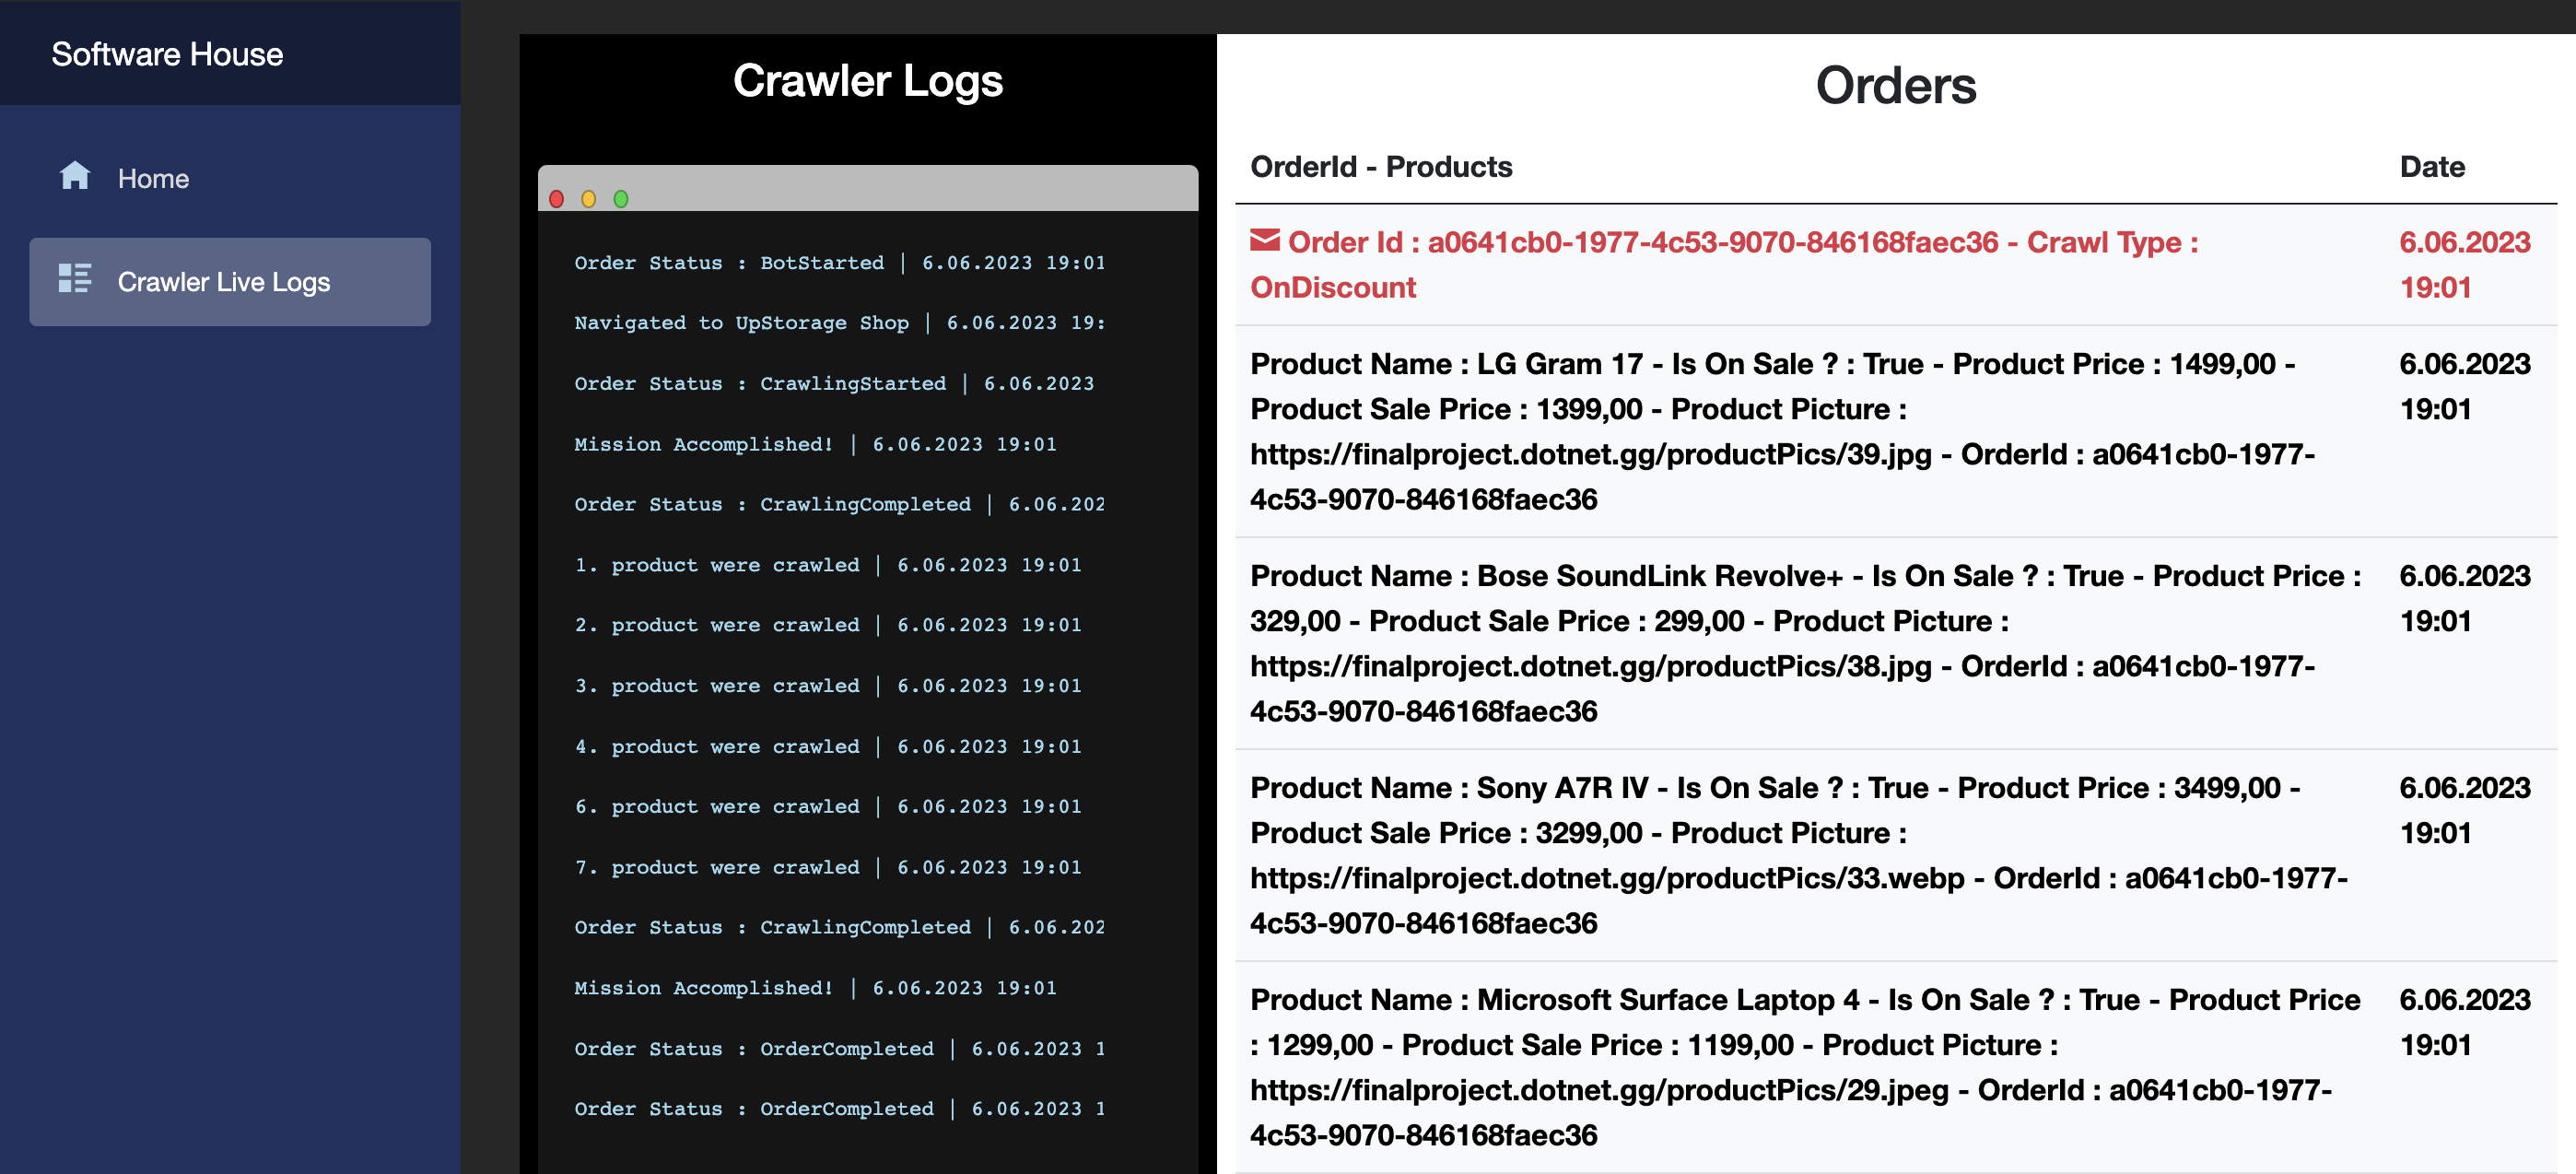 Software House
Home
Crawler Live Logs
Crawler Logs
Order Status : BotStarted | 6.06.2023 19:01
Navigated to UpStorage Shop | 6.06.2023 19:
Order Status : CrawlingStarted | 6.06.2023
Mission Accomplished! | 6.06.2023 19:01
Order Status : CrawlingCompleted | 6.06.202
1. product were crawled | 6.06.2023 19:01
2. product were crawled | 6.06.2023 19:01
3. product were crawled | 6.06.2023 19:01
4. product were crawled | 6.06.2023 19:01
6. product were crawled | 6.06.2023 19:01
7. product were crawled | 6.06.2023 19:01
Order Status : CrawlingCompleted | 6.06.202
Mission Accomplished! | 6.06.2023 19:01
Order Status : OrderCompleted | 6.06.2023 1
Order Status : OrderCompleted | 6.06.2023 1
Orders
OrderId - Products Date
Order Id : a0641cb0-1977-4c53-9070-846168faec36 - Crawl Type : 6.06.2023
OnDiscount 19:01
Product Name : LG Gram 17 - Is On Sale ? : True - Product Price : 1499,00 - 6.06.2023
Product Sale Price : 1399,00 - Product Picture : 19:01
https://finalproject.dotnet.gg/productPics/39.jpg - OrderId : a0641cb0-1977-
4c53-9070-846168faec36
Product Name : Bose SoundLink Revolve+ - Is On Sale ? : True - Product Price : 6.06.2023
329,00 - Product Sale Price : 299,00 - Product Picture : 19:01
https://finalproject.dotnet.gg/productPics/38.jpg - OrderId : a0641cb0-1977-
4c53-9070-846168faec36
Product Name : Sony A7R IV - Is On Sale ? : True - Product Price : 3499,00 - 6.06.2023
Product Sale Price : 3299,00 - Product Picture : 19:01
https://finalproject.dotnet.gg/productPics/33.webp - OrderId : a0641cb0-1977-
4c53-9070-846168faec36
Product Name : Microsoft Surface Laptop 4 - Is On Sale ? : True - Product Price 6.06.2023
: 1299,00 - Product Sale Price : 1199,00 - Product Picture : 19:01
https://finalproject.dotnet.gg/productPics/29.jpeg - OrderId : a0641cb0-1977-
4c53-9070-846168faec36